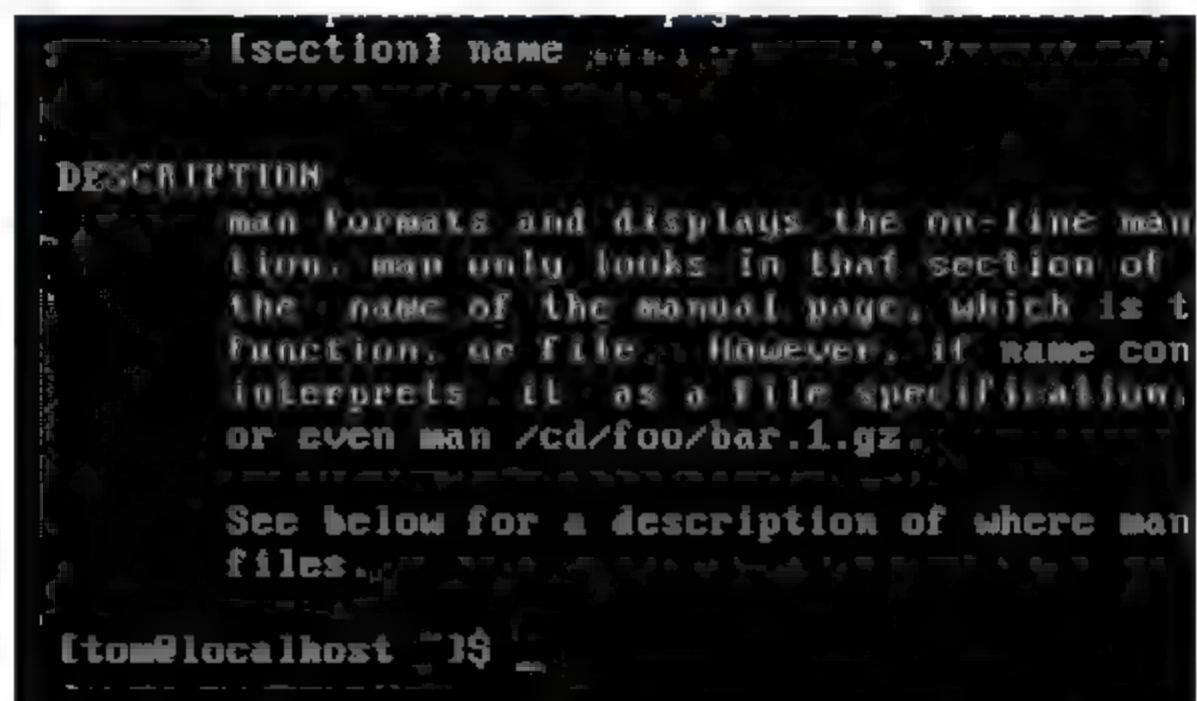 [section] name
DESCRIPTION
man formats and displays the on-line man
tion, man only looks in that section of
the name of the manual page, which is t
function, or file. However, if name con
interprets it as a file specification,
or even man /cd/foo/bar.1.gz.
See below for a description of where man
files.
[tom@localhost ~]$ _